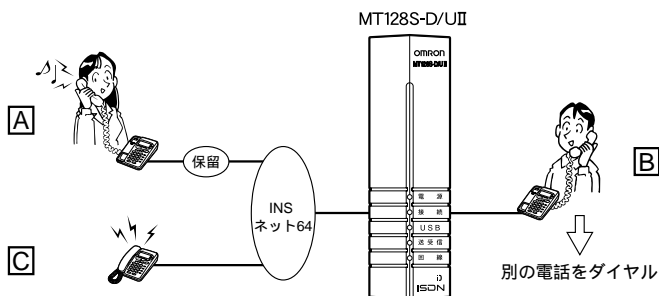 MT128S-D/UⅡ
omron
MT128S-D/UⅡ
A
保留
B
INS
ネット64
電源
接続
USB
送受信
回線
C
別の電話をダイヤル
ISDN